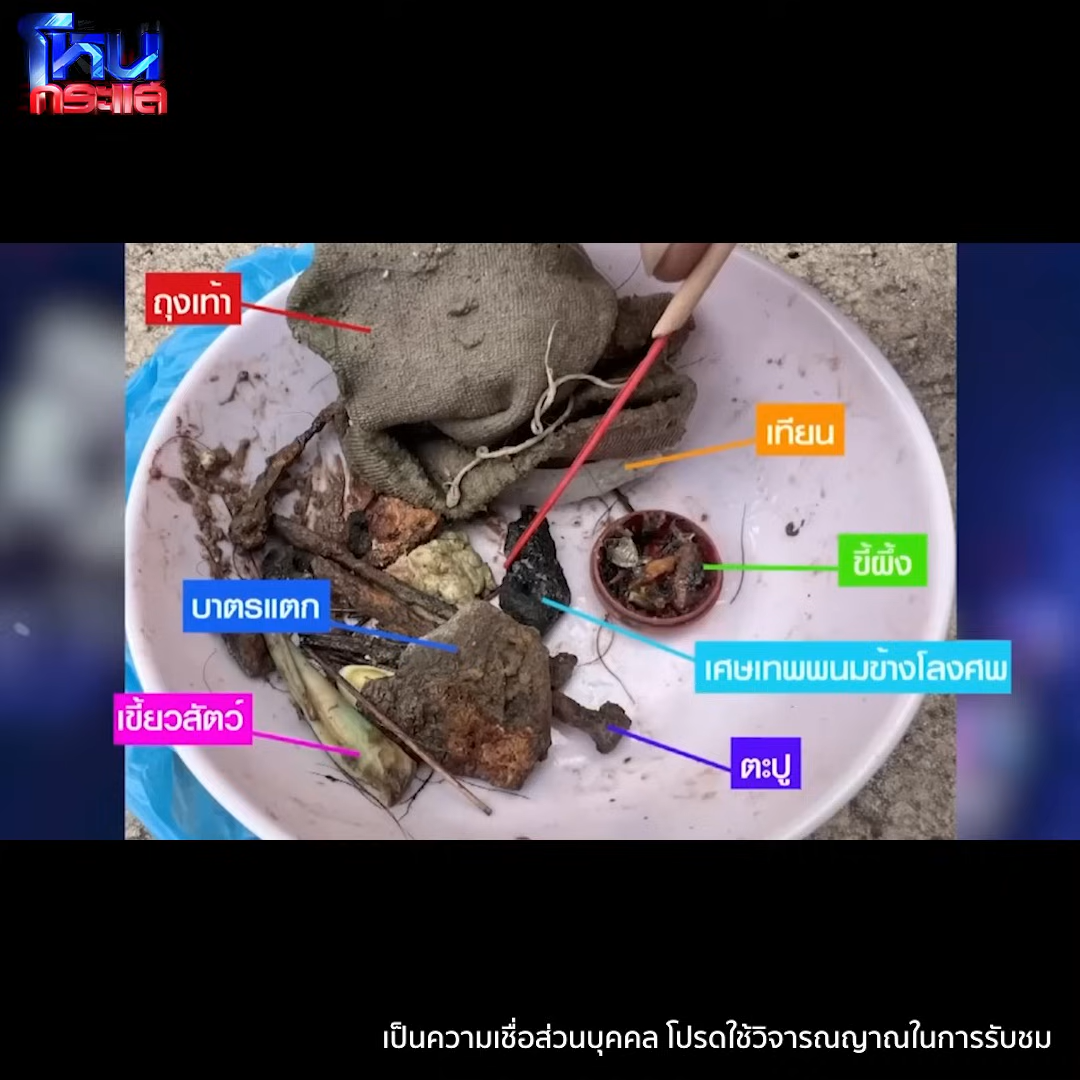 โหน
กระแส
ถุงเท้า
เทียน
ขี้ผึ้ง
บาตรแตก
เศษเทพพนมข้างโลงศพ
เขี้ยวสัตว์
ตะปู
เป็นความเชื่อส่วนบุคคล โปรดใช้วิจารณญาณในการรับชม